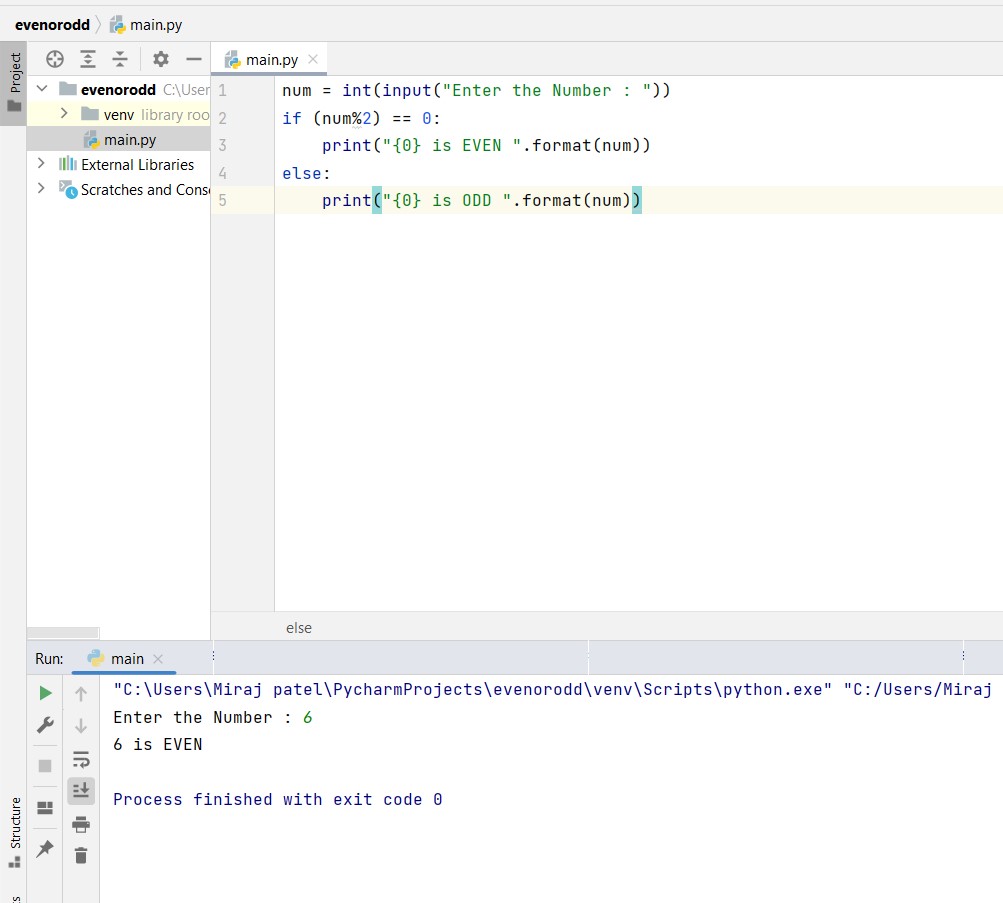 evenorodd main.py
Project
main.py
evenorodd C:\User
venv library roo
main.py
External Libraries
Scratches and Cons
1 num = int(input("Enter the Number : "))
2 if (num%2) == 0:
3 print("{0} is EVEN ".format(num))
4 else:
5 print("{0} is ODD ".format(num))
else
Run: main
"C:\Users\Miraj patel\PycharmProjects\evenorodd\venv\Scripts\python.exe" "C:/Users/Miraj
Enter the Number : 6
6 is EVEN
Process finished with exit code 0
Structure